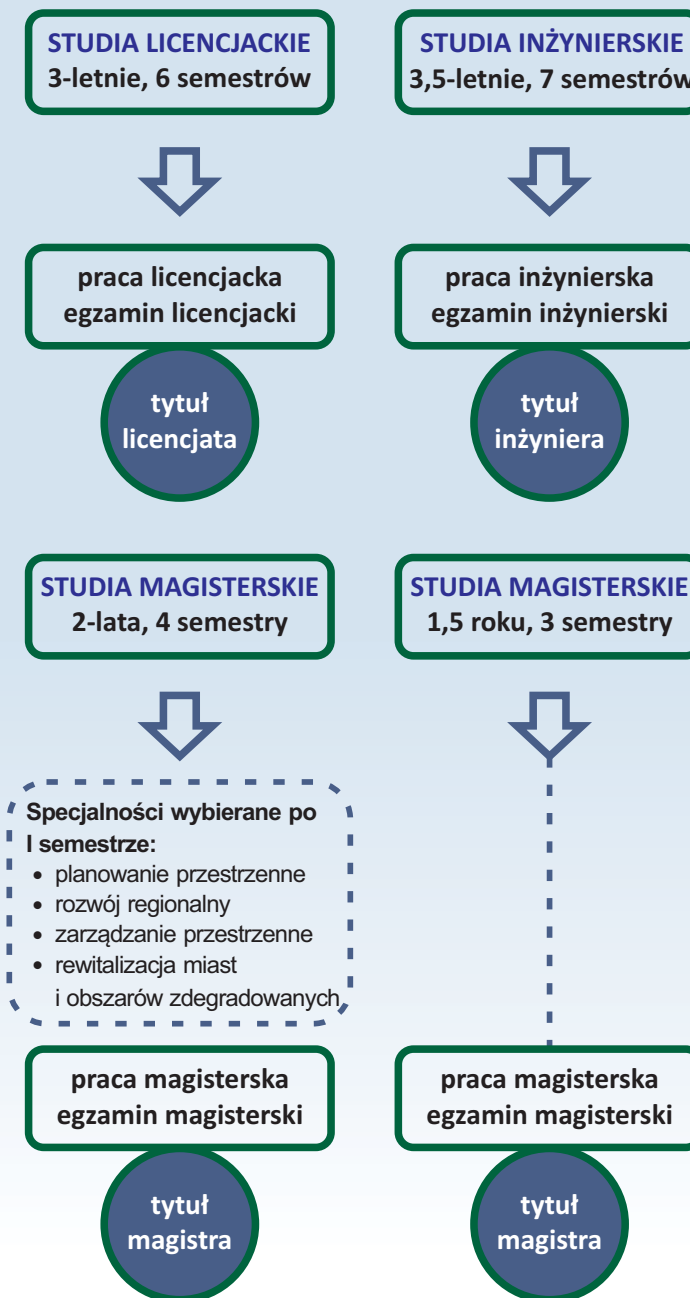 STUDIA LICENCJACKIE
3-letnie, 6 semestrów
praca licencjacka
egzamin licencjacki
tytuł
licencjata
STUDIA MAGISTERSKIE
2-lata, 4 semestry
Specjalności wybierane po
I semestrze:
• planowanie przestrzenne
• rozwój regionalny
• zarządzanie przestrzenne
• rewitalizacja miast
i obszarów zdegradowanych
praca magisterska
egzamin magisterski
tytuł
magistra
STUDIA INŻYNIERSKIE
3,5-letnie, 7 semestrów
praca inżynierska
egzamin inżynierski
tytuł
inżyniera
STUDIA MAGISTERSKIE
1,5 roku, 3 semestry
praca magisterska
egzamin magisterski
tytuł
magistra